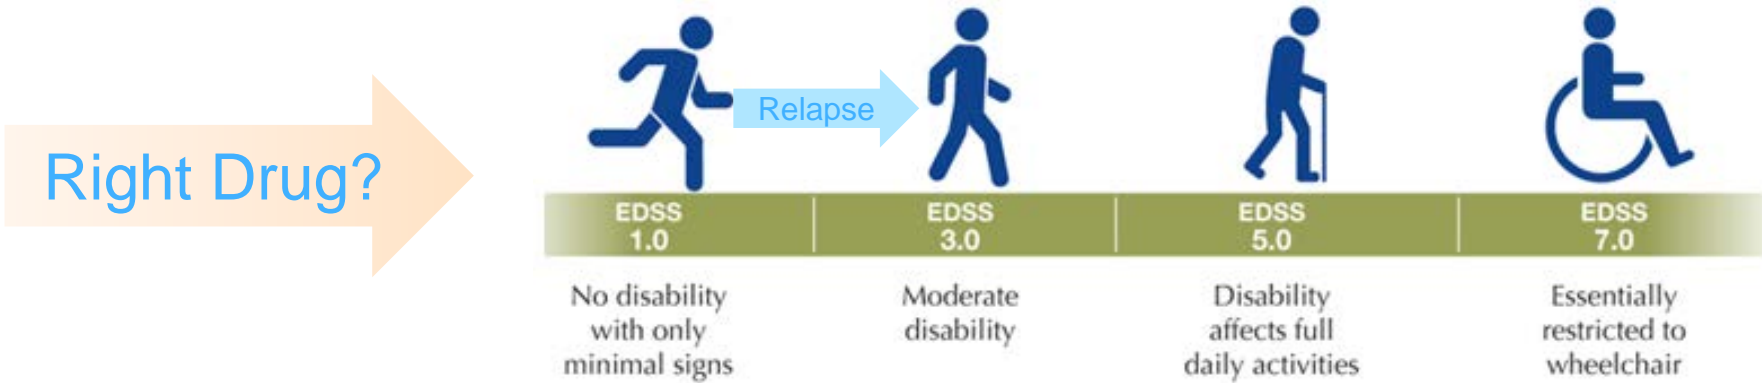 Right Drug?
Relapse
EDSS
1.0
EDSS
3.0
EDSS
5.0
EDSS
7.0
No disability
with only
minimal signs
Moderate
disability
Disability
affects full
daily activities
Essentially
restricted to
wheelchair